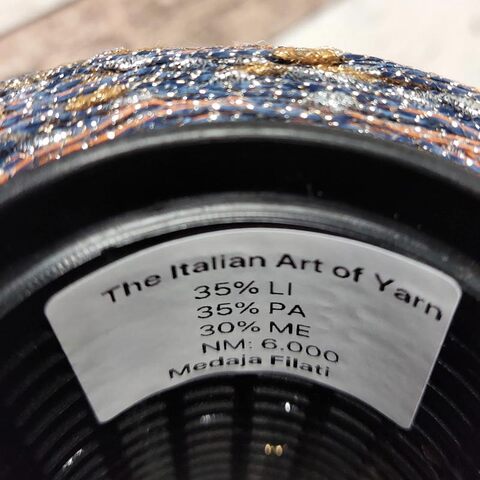 The Italian Art of Yarn
35% LI
35% PA
30% ME
NM: 6.000
Medaja Filati